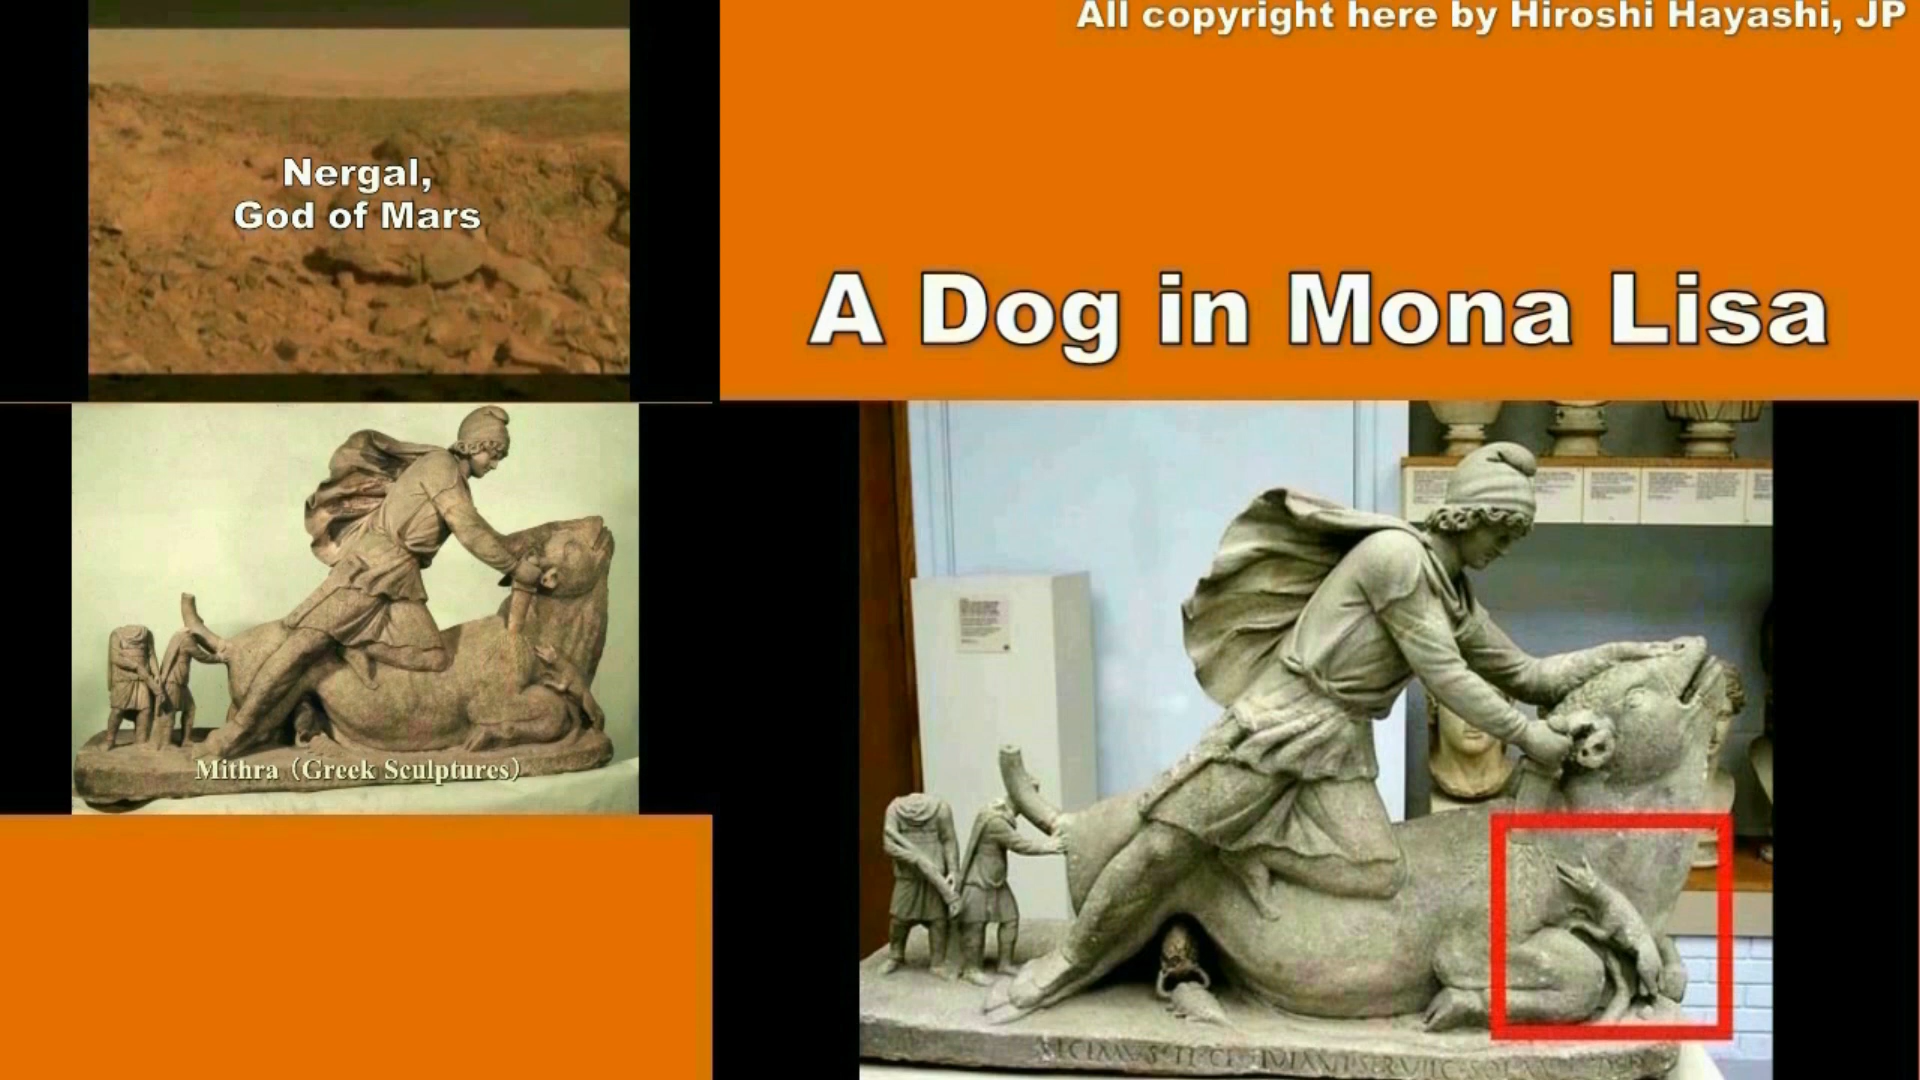 All copyright here by Hiroshi Hayashi, JP
Nergal,
God of Mars
A Dog in Mona Lisa
Mithra (Greek Sculptures)